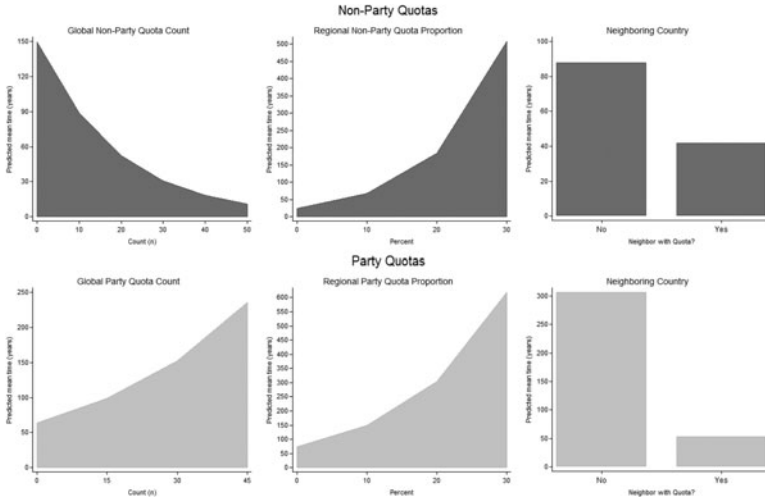 Non-Party Quotas
Global Non-Party Quota Count
Predicted mean time (years)
150
120
90
60
30
0
0 10 20 30 40 50
Count (n)
Regional Non-Party Quota Proportion
Predicted mean time (years)
500
450
400
350
300
250
200
150
100
50
0
0 10 20 30
Percent
Neighboring Country
Predicted mean time (years)
100
80
60
40
20
0
No Yes
Neighbor with Quota?
Party Quotas
Global Party Quota Count
Predicted mean time (years)
250
200
150
100
50
0
0 15 30 45
Count (n)
Regional Party Quota Proportion
Predicted mean time (years)
600
550
500
450
400
350
300
250
200
150
100
50
0
0 10 20 30
Percent
Neighboring Country
Predicted mean time (years)
300
250
200
150
100
50
0
No Yes
Neighbor with Quota?